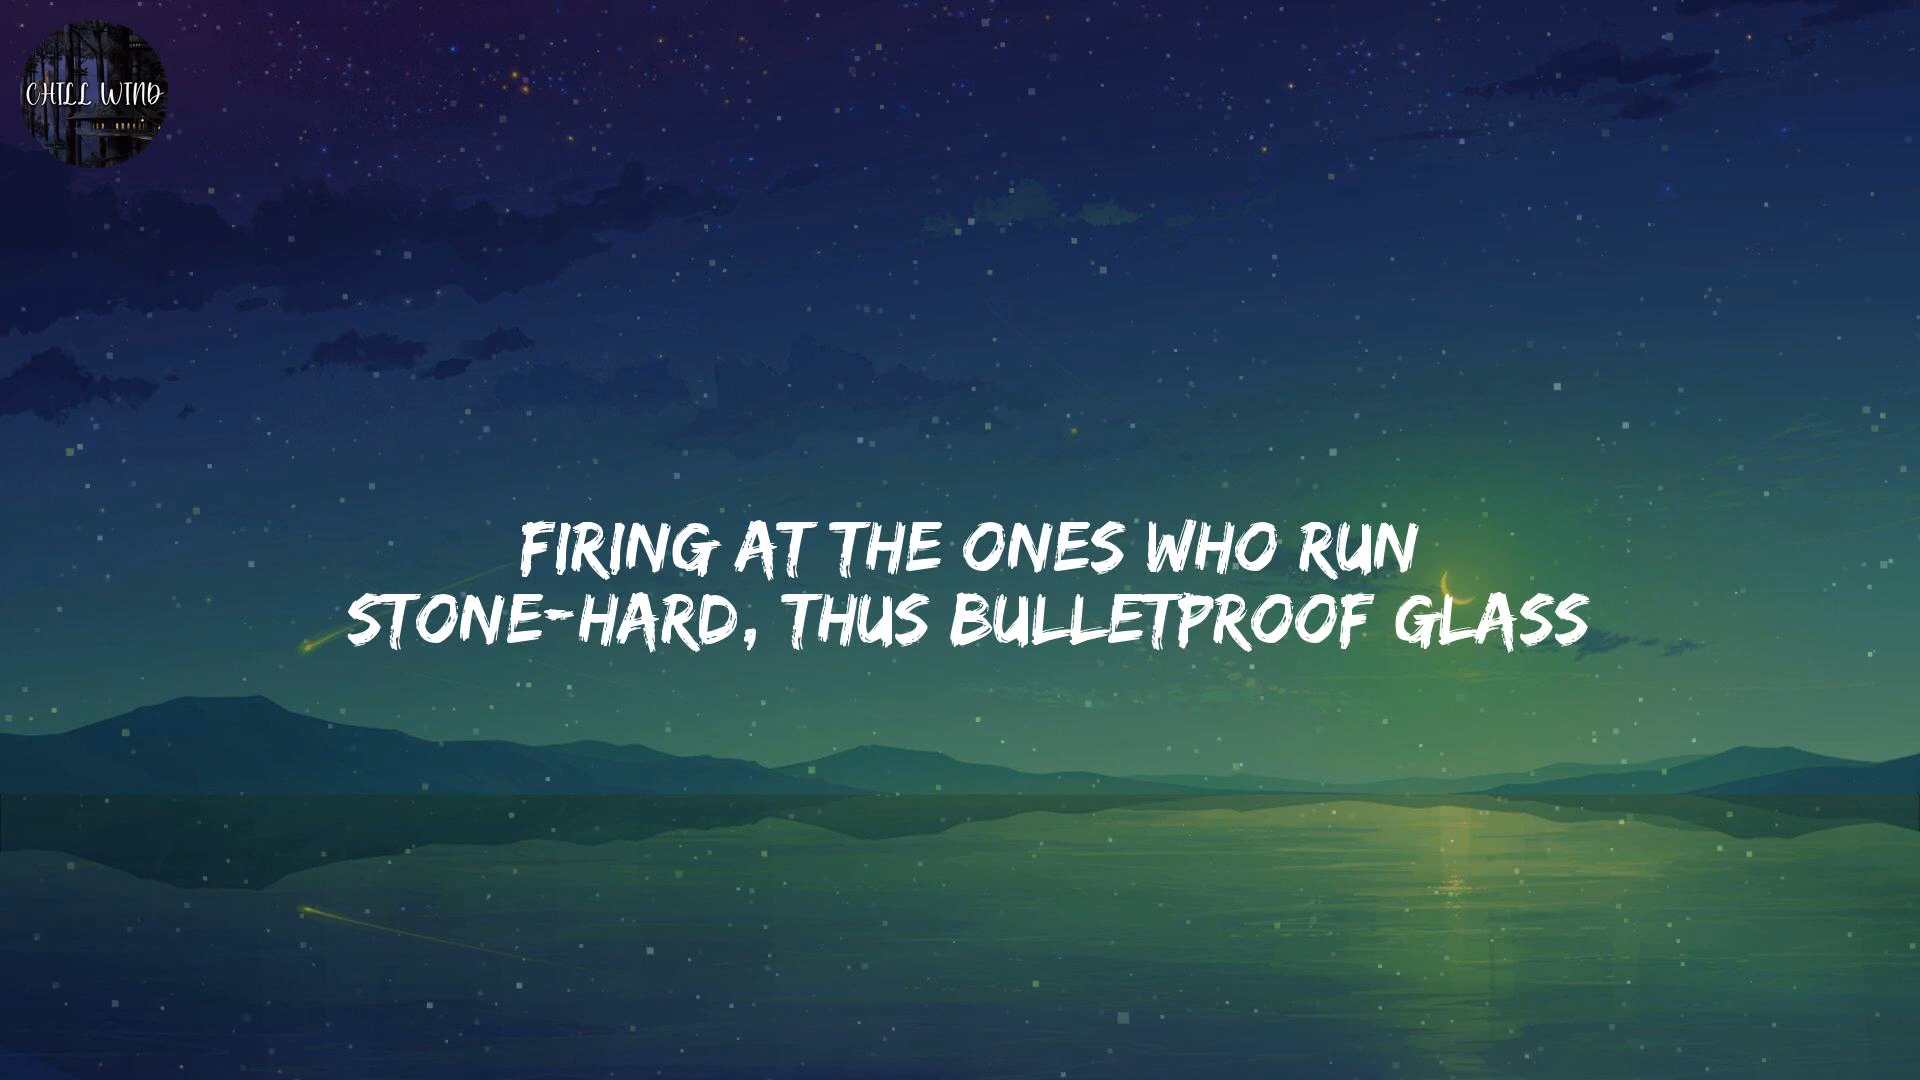 CHILL WIND
FIRING AT THE ONES WHO RUN
STONE-HARD, THUS BULLETPROOF GLASS